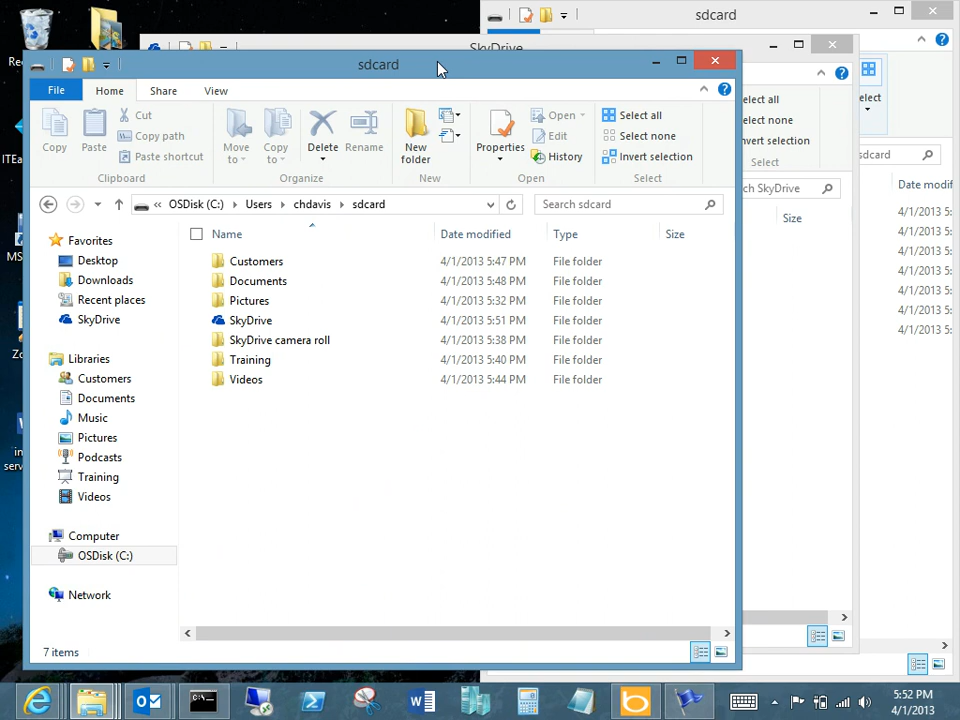 sdcard
SkyDrive
sdcard
File
Home
Share
View
Copy
Paste
Cut
Copy path
Paste shortcut
Clipboard
Move to
Copy to
Delete
Rename
Organize
New folder
New
Properties
Open
Edit
History
Open
Select all
Select none
Invert selection
Select
elect all
elect none
nvert selection
Select
elect
« OSDisk (C:) Users chdavis sdcard
Search sdcard
ch SkyDrive
sdcard
Name Date modified Type Size
Size
Date modif
Customers 4/1/2013 5:47 PM File folder
Documents 4/1/2013 5:48 PM File folder
Pictures 4/1/2013 5:32 PM File folder
SkyDrive 4/1/2013 5:51 PM File folder
SkyDrive camera roll 4/1/2013 5:38 PM File folder
Training 4/1/2013 5:40 PM File folder
Videos 4/1/2013 5:44 PM File folder
4/1/2013 5:
4/1/2013 5:
4/1/2013 5:
4/1/2013 5:
4/1/2013 5:
4/1/2013 5:
4/1/2013 5:
Favorites
Desktop
Downloads
Recent places
SkyDrive
Libraries
Customers
Documents
Music
Pictures
Podcasts
Training
Videos
Computer
OSDisk (C:)
Network
7 items
Rec
ITEa
MS
Zo
in
serv
5:52 PM
4/1/2013